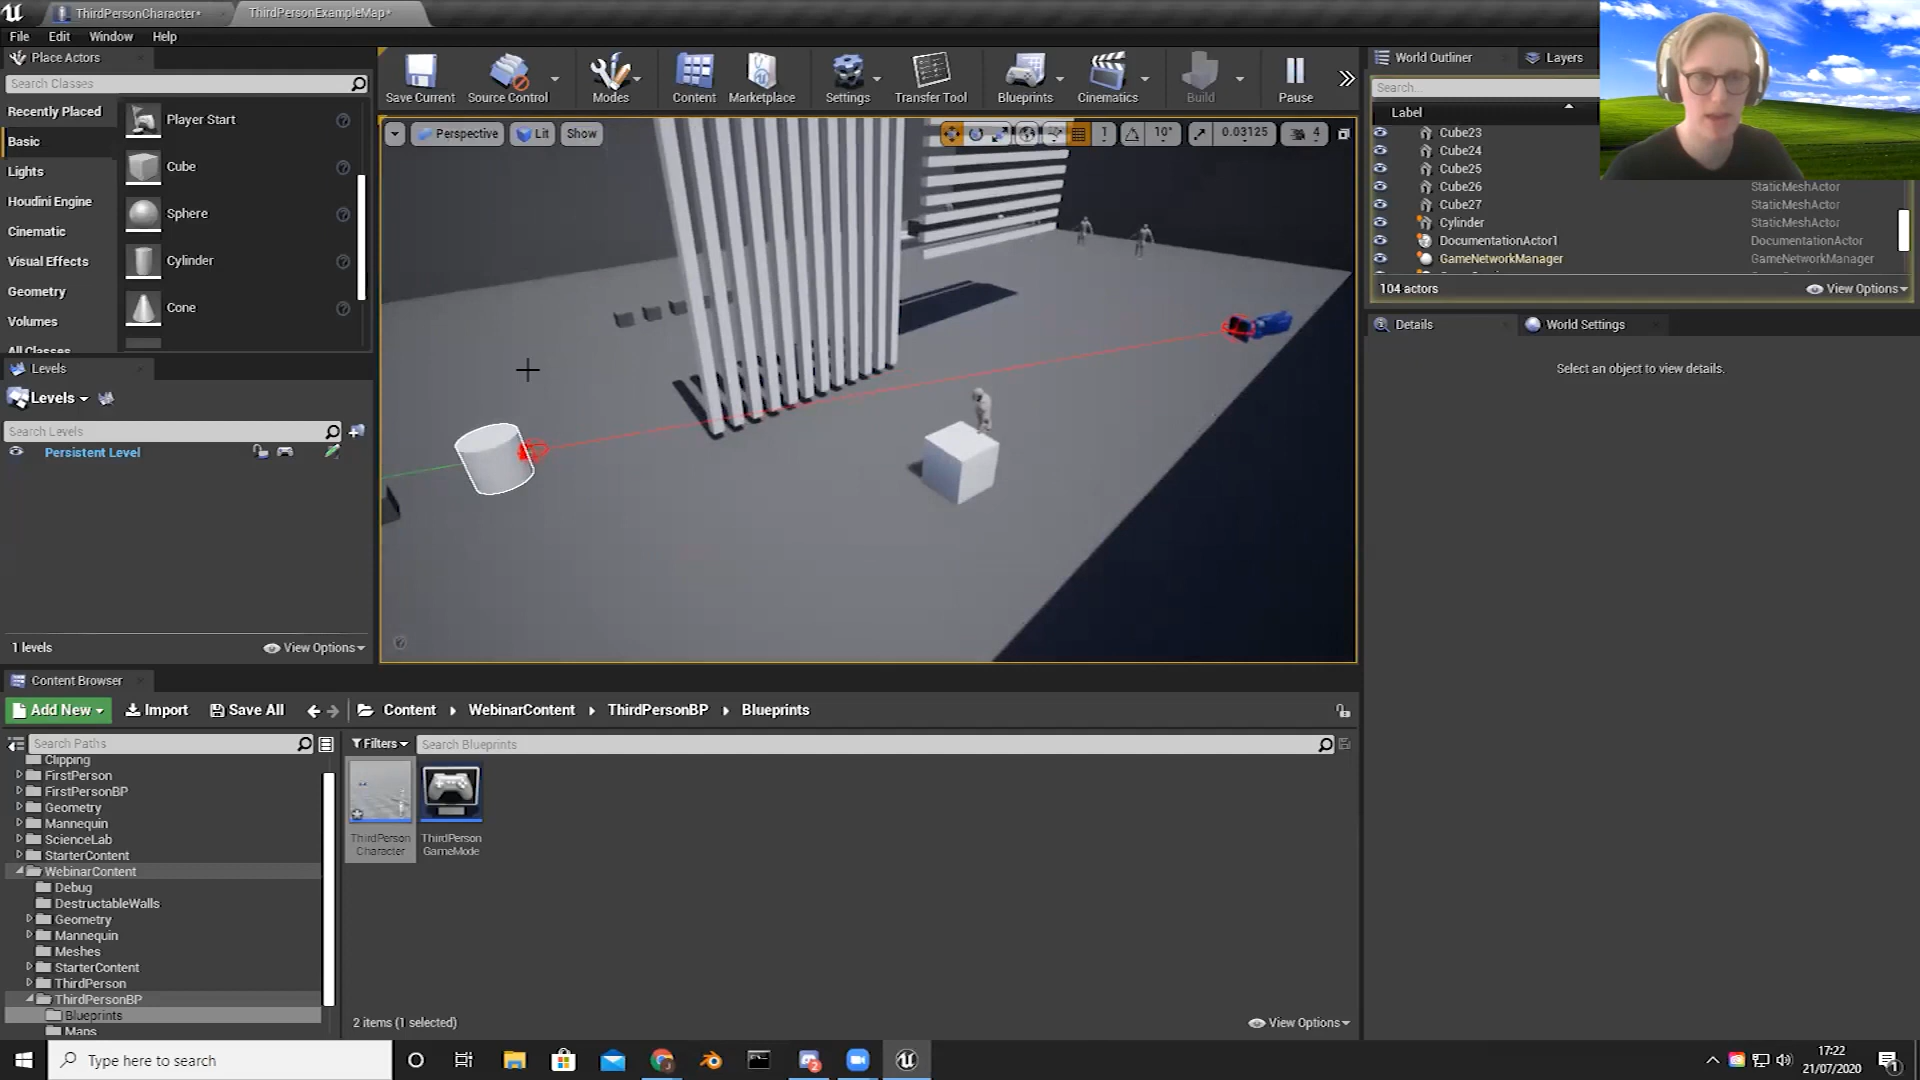 ThirdPersonCharacter*
ThirdPersonExampleMap*
File Edit Window Help
Place Actors
Search Classes
Recently Placed
Basic
Lights
Houdini Engine
Cinematic
Visual Effects
Geometry
Volumes
All Classes
Player Start
Cube
Sphere
Cylinder
Cone
Levels
Levels
Search Levels
Persistent Level
1 levels
View Options
Save Current
Source Control
Modes
Content
Marketplace
Settings
Transfer Tool
Blueprints
Cinematics
Build
Pause
Perspective
Lit
Show
1
10°
0.03125
4
World Outliner
Layers
Search...
Label
Cube23
Cube24
Cube25
Cube26 StaticMeshActor
Cube27 StaticMeshActor
Cylinder StaticMeshActor
DocumentationActor1 DocumentationActor
GameNetworkManager GameNetworkManager
104 actors
View Options
Details
World Settings
Select an object to view details.
Content Browser
Add New
Import
Save All
Content
WebinarContent
ThirdPersonBP
Blueprints
Search Paths
Filters
Search Blueprints
Clipping
FirstPerson
FirstPersonBP
Geometry
Mannequin
ScienceLab
StarterContent
WebinarContent
Debug
DestructableWalls
Geometry
Mannequin
Meshes
StarterContent
ThirdPerson
ThirdPersonBP
Blueprints
Maps
ThirdPerson
Character
ThirdPerson
GameMode
2 items (1 selected)
View Options
Type here to search
2
17:22
21/07/2020
1